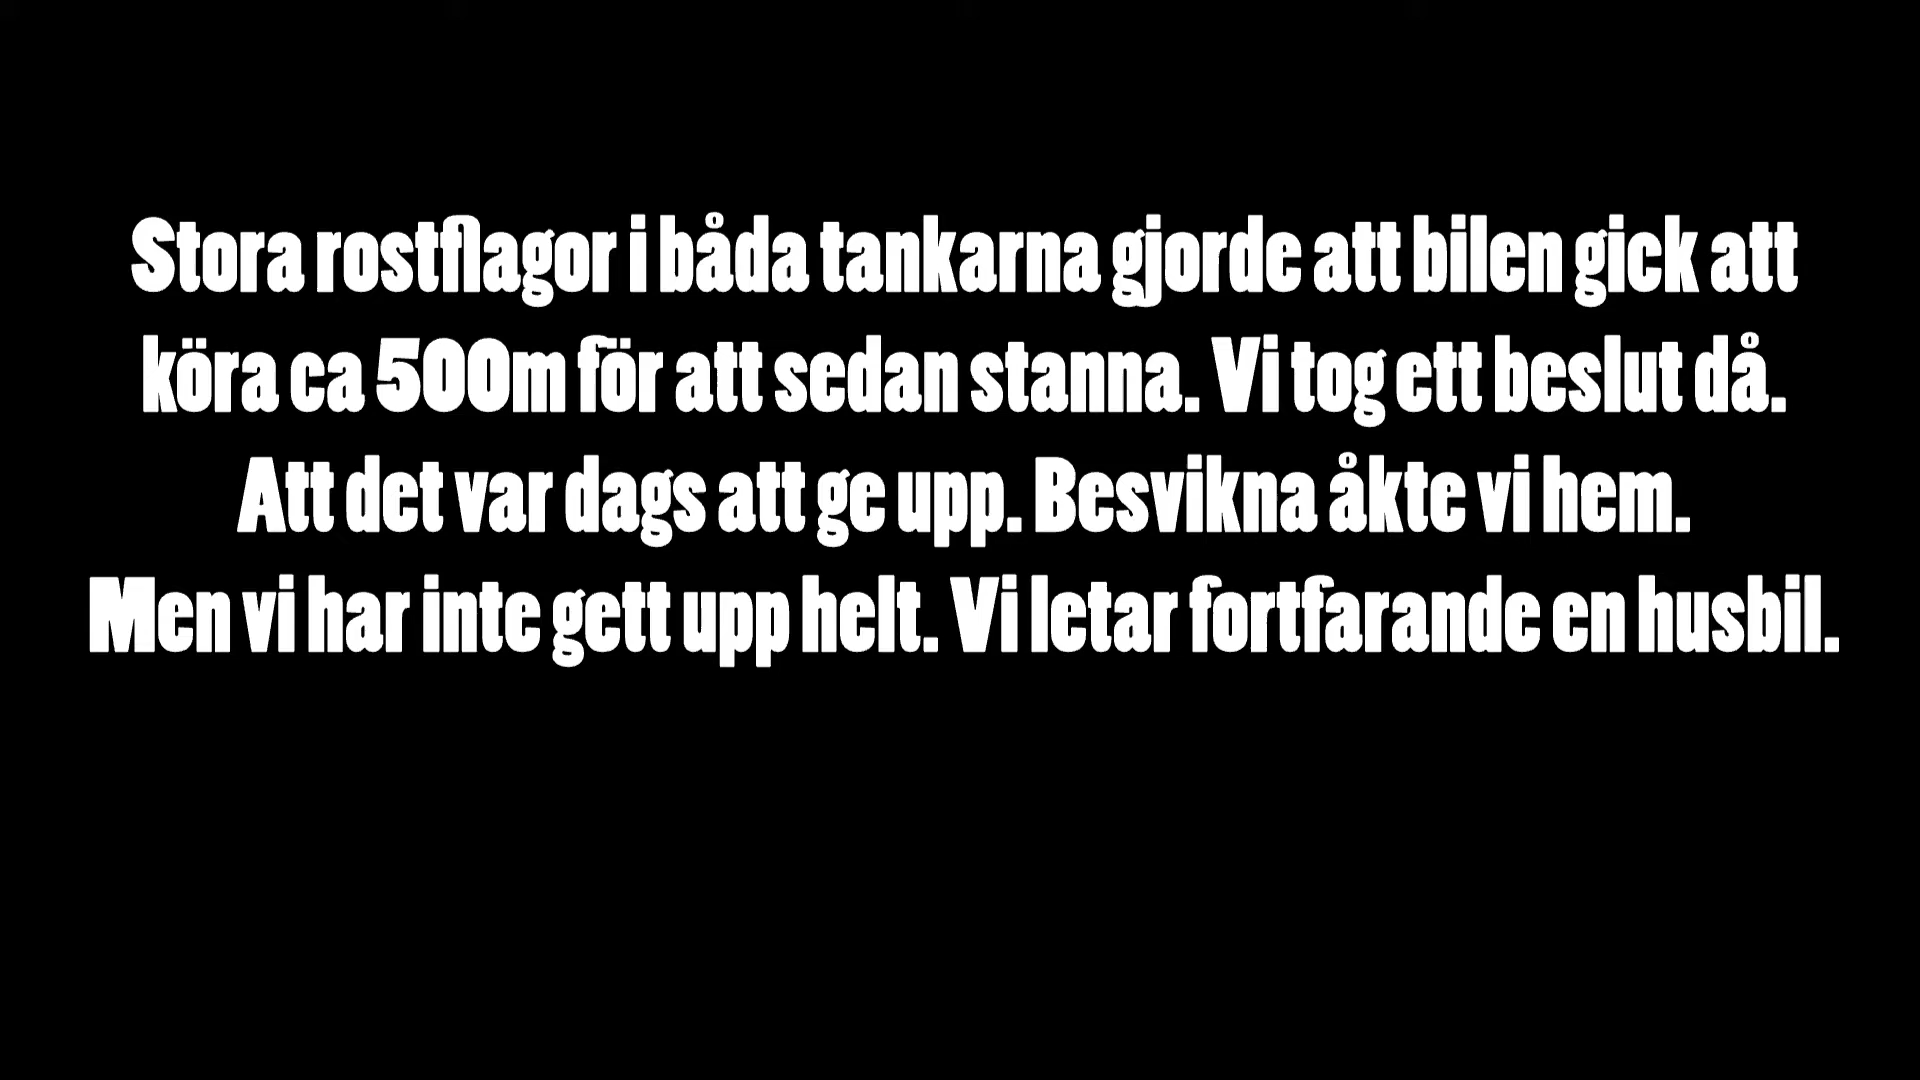 Stora rostflagor i båda tankarna gjorde att bilen gick att
köra ca 500m för att sedan stanna. Vi tog ett beslut då.
Att det var dags att ge upp. Besvikna åkte vi hem.
Men vi har inte gett upp helt. Vi letar fortfarande en husbil.